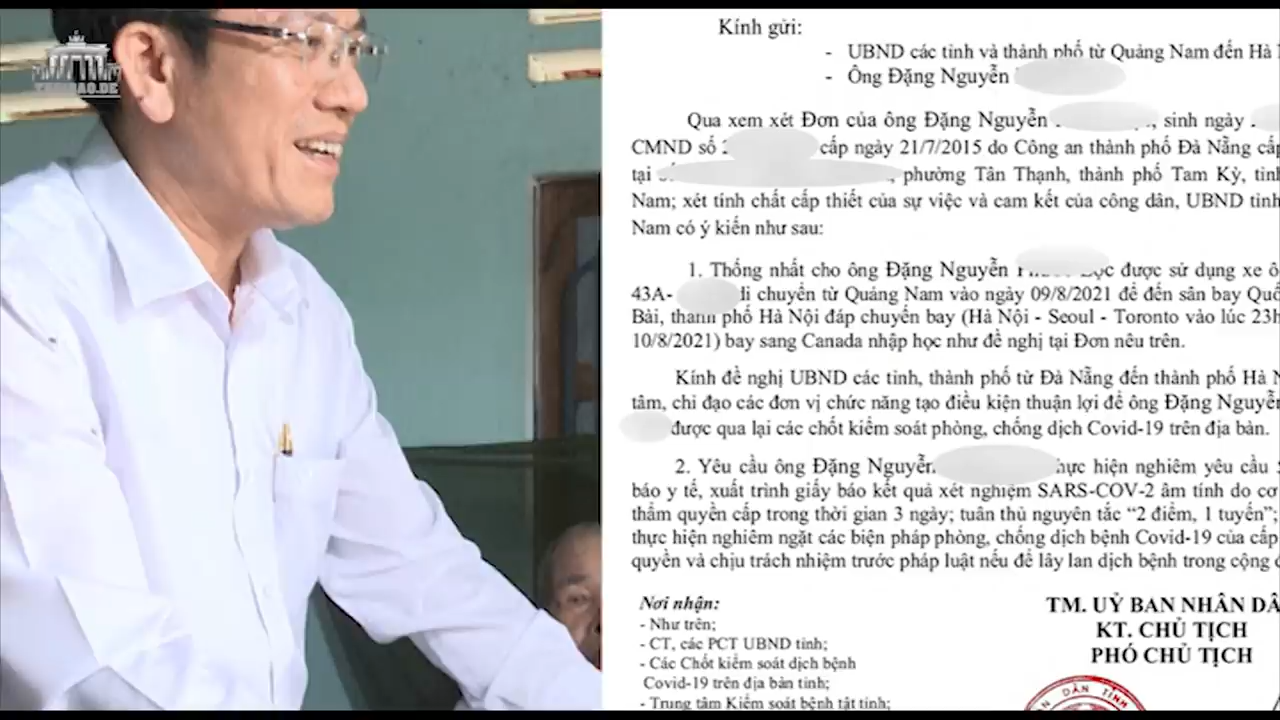 THOIBAO.DE
Kính gửi:
- UBND các tỉnh và thành phố từ Quảng Nam đến Hà
- Ông Đặng Nguyễn
Qua xem xét Đơn của ông Đặng Nguyễn , sinh ngày
CMND số 2 cấp ngày 21/7/2015 do Công an thành phố Đà Nẵng cấp
tại , phường Tân Thạnh, thành phố Tam Kỳ, tỉnh
Nam; xét tính chất cấp thiết của sự việc và cam kết của công dân, UBND tỉnh
Nam có ý kiến như sau:
1. Thống nhất cho ông Đặng Nguyễn được sử dụng xe ô
43A- di chuyển từ Quảng Nam vào ngày 09/8/2021 để đến sân bay Quố
Bài, thành phố Hà Nội đáp chuyến bay (Hà Nội - Seoul - Toronto vào lúc 23h
10/8/2021) bay sang Canada nhập học như đề nghị tại Đơn nêu trên.
Kính đề nghị UBND các tỉnh, thành phố từ Đà Nẵng đến thành phố Hà N
tâm, chỉ đạo các đơn vị chức năng tạo điều kiện thuận lợi để ông Đặng Nguyễn
được qua lại các chốt kiểm soát phòng, chống dịch Covid-19 trên địa bàn.
2. Yêu cầu ông Đặng Nguyễn thực hiện nghiêm yêu cầu
báo y tế, xuất trình giấy báo kết quả xét nghiệm SARS-COV-2 âm tính do cơ
thẩm quyền cấp trong thời gian 3 ngày; tuân thủ nguyên tắc “2 điểm, 1 tuyến”;
thực hiện nghiêm ngặt các biện pháp phòng, chống dịch bệnh Covid-19 của cấp
quyền và chịu trách nhiệm trước pháp luật nếu để lây lan dịch bệnh trong cộng
Nơi nhận:
- Như trên;
- CT, các PCT UBND tỉnh;
- Các Chốt kiểm soát dịch bệnh
Covid-19 trên địa bàn tỉnh;
- Trung tâm Kiểm soát bệnh tật tỉnh;
TM. UỶ BAN NHÂN DÂ
KT. CHỦ TỊCH
PHÓ CHỦ TỊCH
DÂN TỈNH